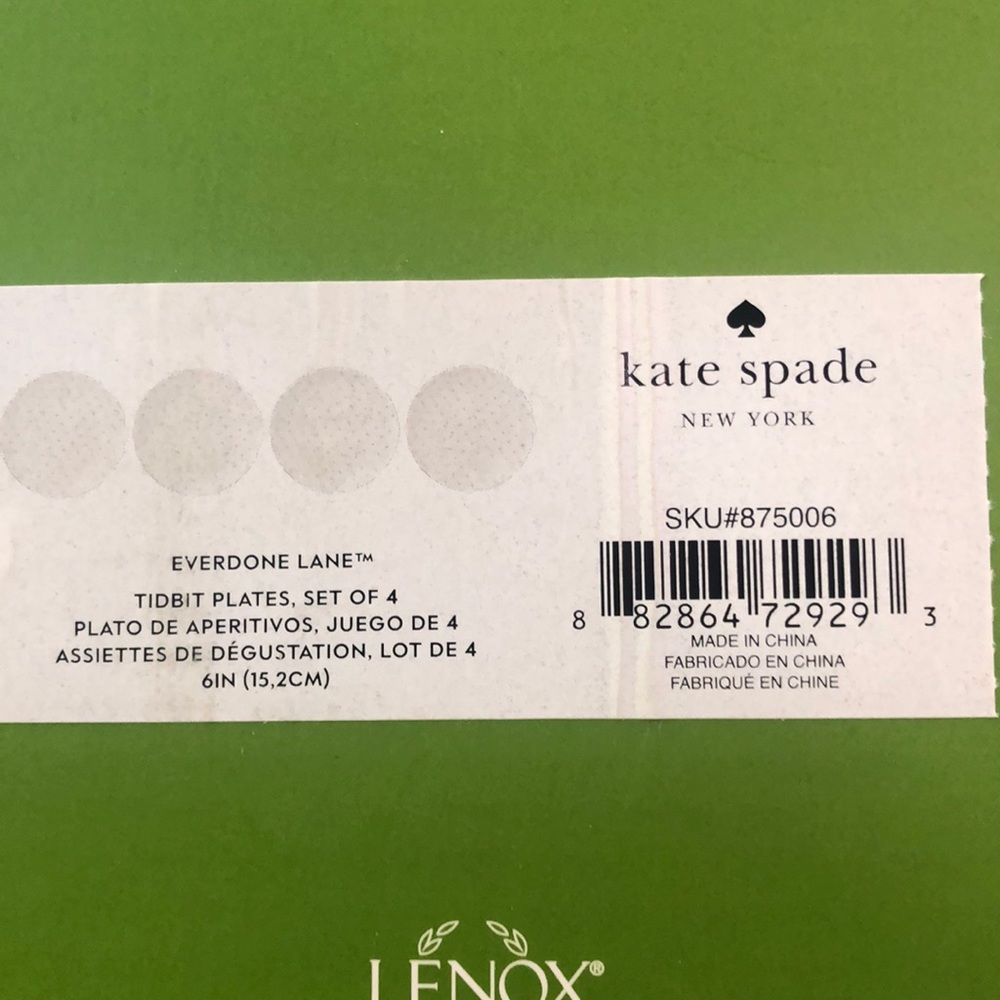 kate spade
NEW YORK
SKU#875006
8 82864 72929 3
MADE IN CHINA
FABRICADO EN CHINA
FABRIQUÉ EN CHINE
EVERDONE LANE™
TIDBIT PLATES, SET OF 4
PLATO DE APERITIVOS, JUEGO DE 4
ASSIETTES DE DÉGUSTATION, LOT DE 4
6IN (15,2CM)
LENOX®